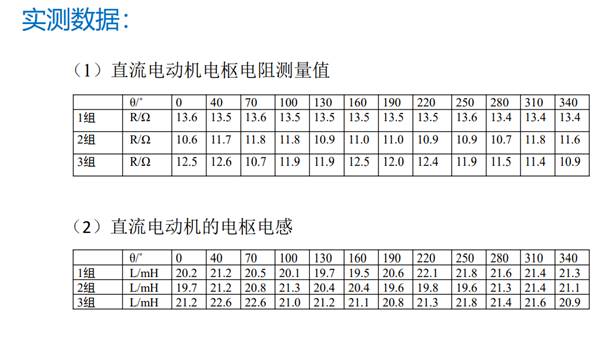 实测数据：
（1）直流电动机电枢电阻测量值
θ/° 0 40 70 100 130 160 190 220 250 280 310 340
1组 R/Ω 13.6 13.5 13.6 13.5 13.5 13.5 13.5 13.5 13.6 13.4 13.4 13.4
2组 R/Ω 10.6 11.7 11.8 11.8 10.9 11.0 11.0 10.9 10.9 10.7 11.8 11.6
3组 R/Ω 12.5 12.6 10.7 11.9 11.9 12.5 12.0 12.4 11.9 11.5 11.4 10.9
（2）直流电动机的电枢电感
θ/° 0 40 70 100 130 160 190 220 250 280 310 340
1组 L/mH 20.2 21.2 20.5 20.1 19.7 19.5 20.6 22.1 21.8 21.6 21.4 21.3
2组 L/mH 19.7 21.2 20.8 21.3 20.4 20.4 19.6 19.8 19.6 21.3 21.4 21.1
3组 L/mH 21.2 22.6 22.6 21.0 21.2 21.1 20.8 21.3 21.8 21.4 21.6 20.9